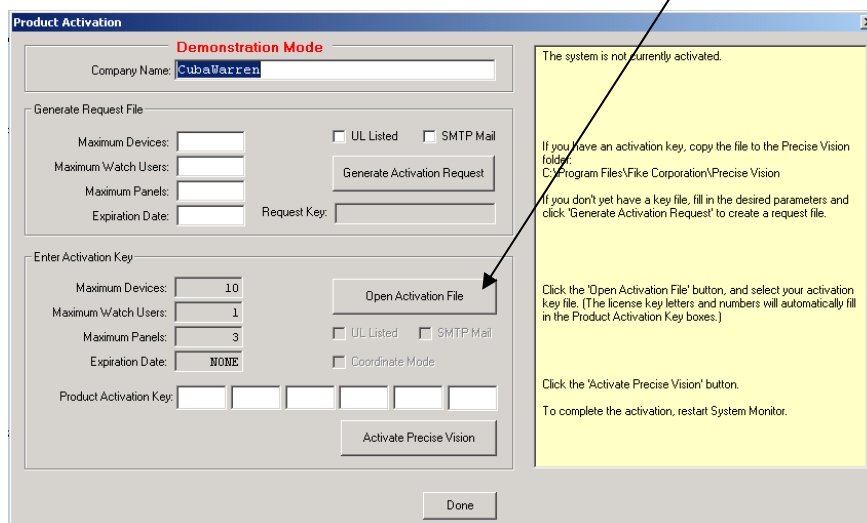 Product Activation
Demonstration Mode
Company Name: CubaWarren
Generate Request File
Maximum Devices:
UL Listed
SMTP Mail
Maximum Watch Users:
Generate Activation Request
Maximum Panels:
Expiration Date:
Request Key:
Enter Activation Key
Maximum Devices: 10
Open Activation File
Maximum Watch Users: 1
Maximum Panels: 3
UL Listed
SMTP Mail
Expiration Date: NONE
Coordinate Mode
Product Activation Key:
Activate Precise Vision
Done
The system is not currently activated.
If you have an activation key, copy the file to the Precise Vision
folder:
C:\Program Files\Fike Corporation\Precise Vision
If you don't yet have a key file, fill in the desired parameters and
click 'Generate Activation Request' to create a request file.
Click the 'Open Activation File' button, and select your activation
key file. (The license key letters and numbers will automatically fill
in the Product Activation Key boxes.)
Click the 'Activate Precise Vision' button.
To complete the activation, restart System Monitor.